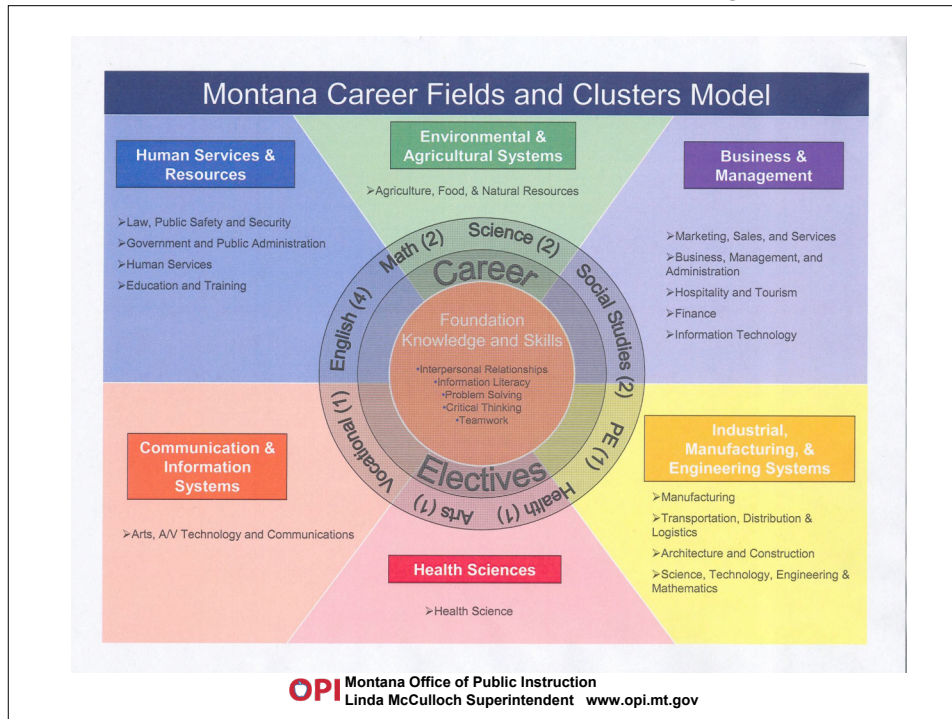 Montana Career Fields and Clusters Model
Human Services &
Resources
➢Law, Public Safety and Security
➢Government and Public Administration
➢Human Services
➢Education and Training
Environmental &
Agricultural Systems
➢Agriculture, Food, & Natural Resources
Business &
Management
➢Marketing, Sales, and Services
➢Business, Management, and
Administration
➢Hospitality and Tourism
➢Finance
➢Information Technology
English (4)
Math (2)
Science (2)
Social Studies (2)
PE (1)
Health (1)
Arts (1)
Vocational (1)
Career
Electives
Foundation
Knowledge and Skills
•Interpersonal Relationships
•Information Literacy
•Problem Solving
•Critical Thinking
•Teamwork
Communication &
Information
Systems
➢Arts, A/V Technology and Communications
Health Sciences
➢Health Science
Industrial,
Manufacturing, &
Engineering Systems
➢Manufacturing
➢Transportation, Distribution &
Logistics
➢Architecture and Construction
➢Science, Technology, Engineering &
Mathematics
OPI Montana Office of Public Instruction
Linda McCulloch Superintendent www.opi.mt.gov